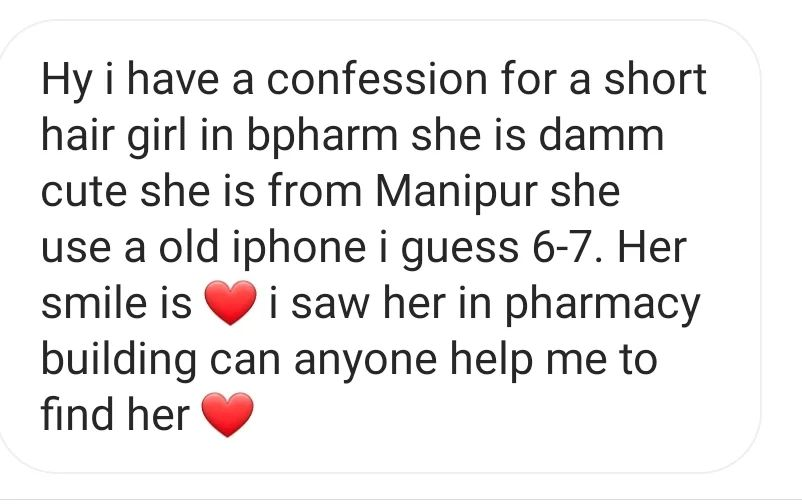 Hy i have a confession for a short
hair girl in bpharm she is damm
cute she is from Manipur she
use a old iphone i guess 6-7. Her
smile is ❤️ i saw her in pharmacy
building can anyone help me to
find her ❤️